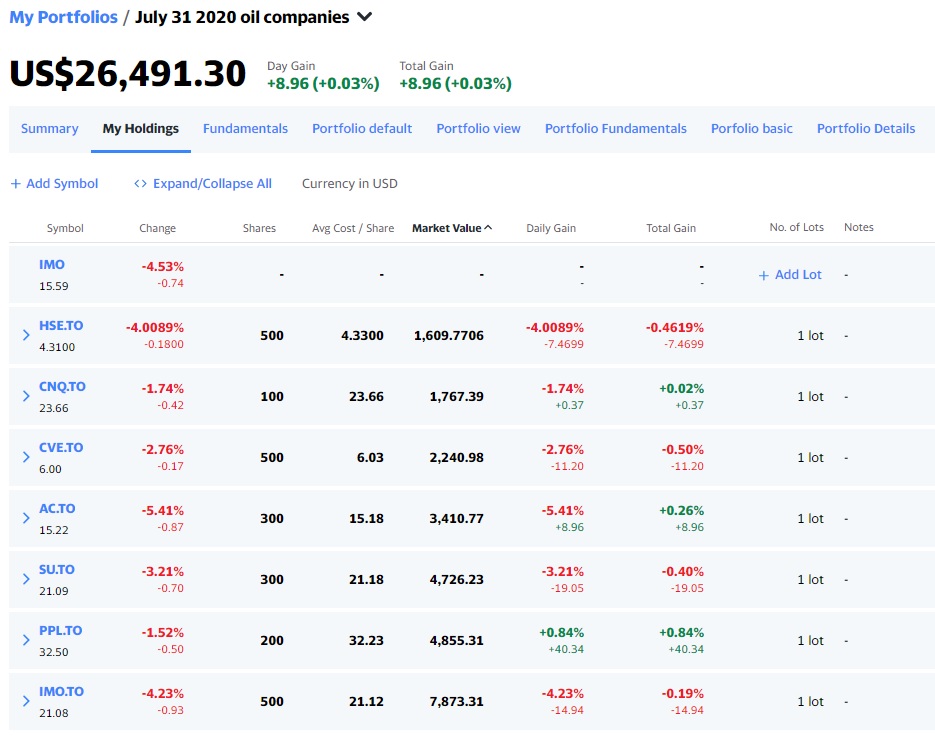 My Portfolios / July 31 2020 oil companies
US$26,491.30
Day Gain
+8.96 (+0.03%)
Total Gain
+8.96 (+0.03%)
Summary My Holdings Fundamentals Portfolio default Portfolio view Portfolio Fundamentals Porfolio basic Portfolio Details
+ Add Symbol <> Expand/Collapse All Currency in USD
Symbol Change Shares Avg Cost / Share Market Value Daily Gain Total Gain No. of Lots Notes
IMO -4.53% - - - - - + Add Lot -
15.59 -0.74 - -
HSE.TO -4.0089% 500 4.3300 1,609.7706 -4.0089% -0.4619% 1 lot -
4.3100 -0.1800 -7.4699 -7.4699
CNQ.TO -1.74% 100 23.66 1,767.39 -1.74% +0.02% 1 lot -
23.66 -0.42 +0.37 +0.37
CVE.TO -2.76% 500 6.03 2,240.98 -2.76% -0.50% 1 lot -
6.00 -0.17 -11.20 -11.20
AC.TO -5.41% 300 15.18 3,410.77 -5.41% +0.26% 1 lot -
15.22 -0.87 +8.96 +8.96
SU.TO -3.21% 300 21.18 4,726.23 -3.21% -0.40% 1 lot -
21.09 -0.70 -19.05 -19.05
PPL.TO -1.52% 200 32.23 4,855.31 +0.84% +0.84% 1 lot -
32.50 -0.50 +40.34 +40.34
IMO.TO -4.23% 500 21.12 7,873.31 -4.23% -0.19% 1 lot -
21.08 -0.93 -14.94 -14.94